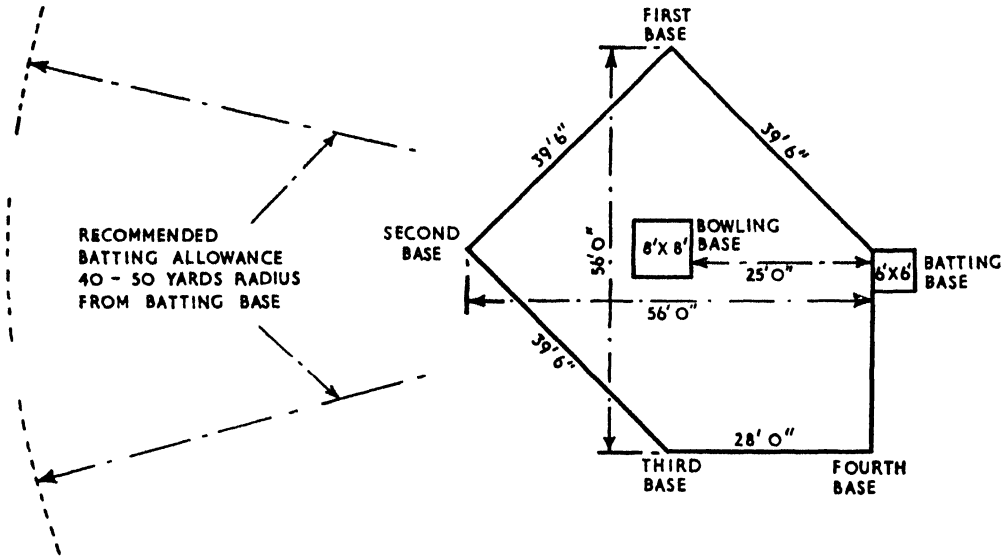 FIRST
BASE
39'6"
39'6"
56'0"
RECOMMENDED
BATTING ALLOWANCE
40 - 50 YARDS RADIUS
FROM BATTING BASE
SECOND
BASE
8'X 8'
BOWLING
BASE
25'0"
6'X6'
BATTING
BASE
56'0"
39'6"
28'0"
THIRD
BASE
FOURTH
BASE